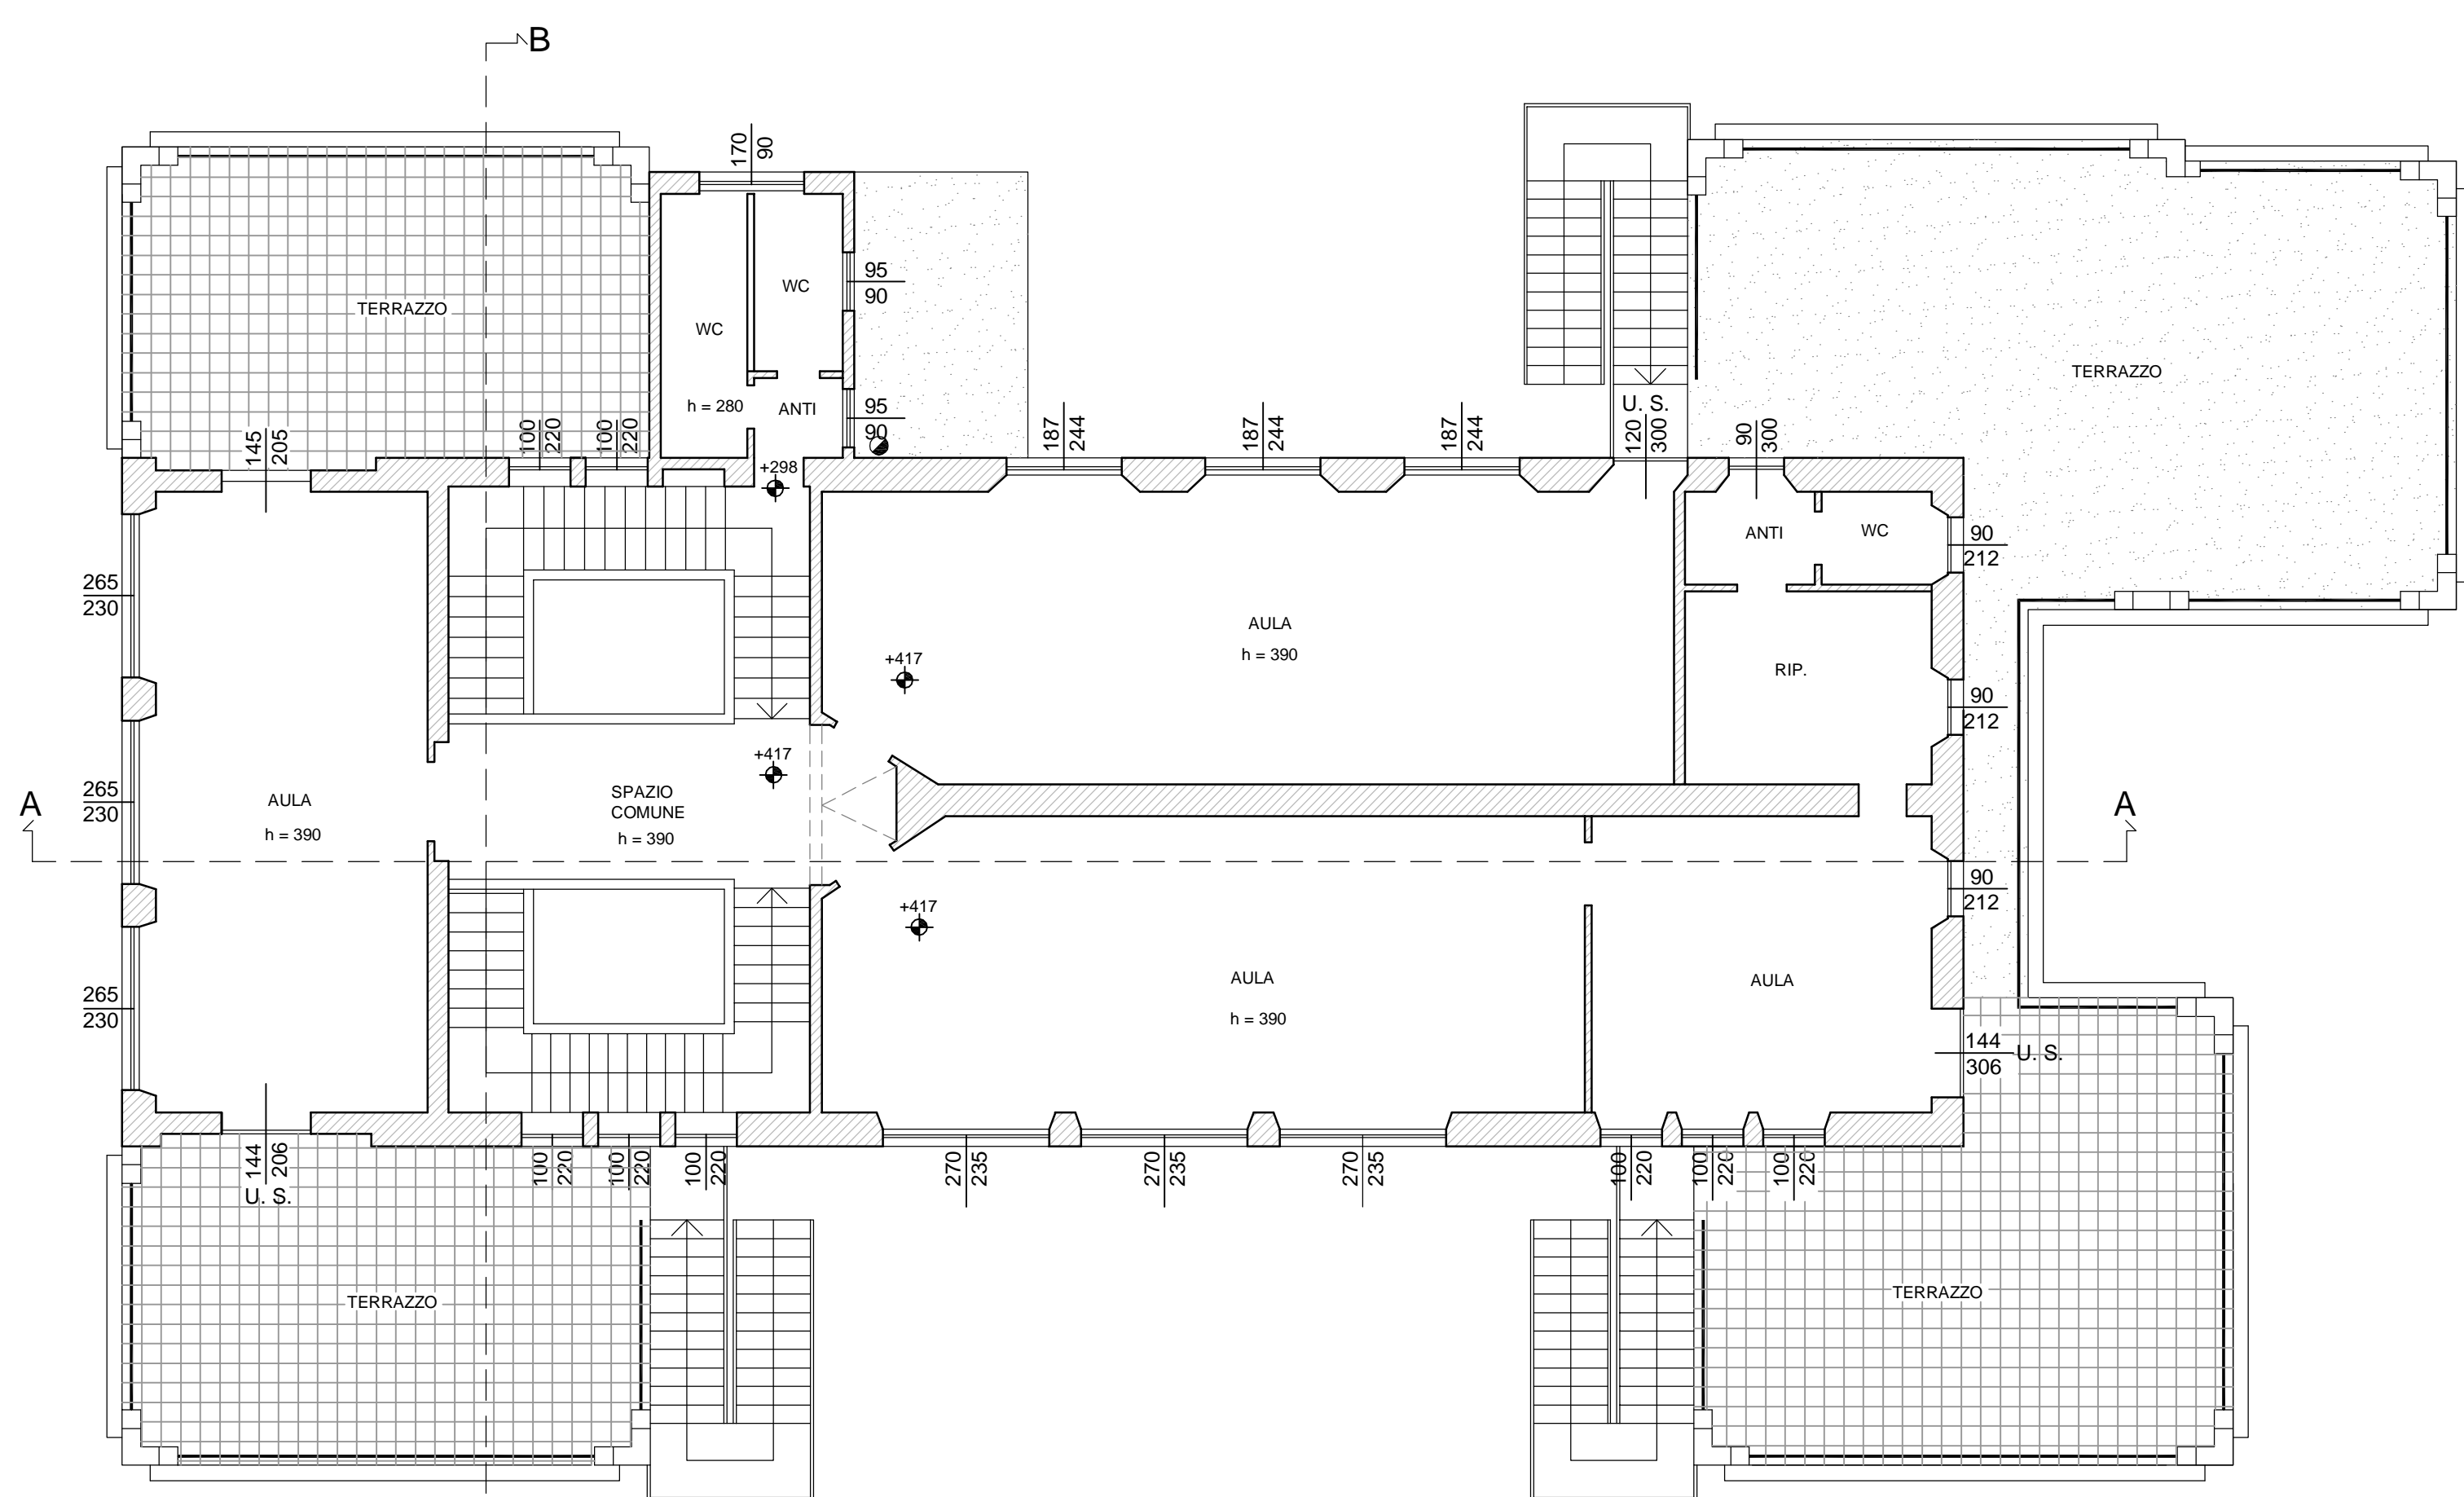 B
170
90
95
90
WC
TERRAZZO
WC
TERRAZZO
h = 280
ANTI
95
90
U. S.
145
205
100
220
100
220
187
244
187
244
187
244
120
300
90
300
+298
ANTI
WC
90
212
265
230
AULA
h = 390
+417
RIP.
90
212
+417
A
265
230
AULA
h = 390
SPAZIO
COMUNE
h = 390
A
90
212
+417
265
230
AULA
h = 390
AULA
144
306
U. S.
144
206
U. S.
100
220
100
220
100
220
270
235
270
235
270
235
100
220
100
220
100
220
TERRAZZO
TERRAZZO